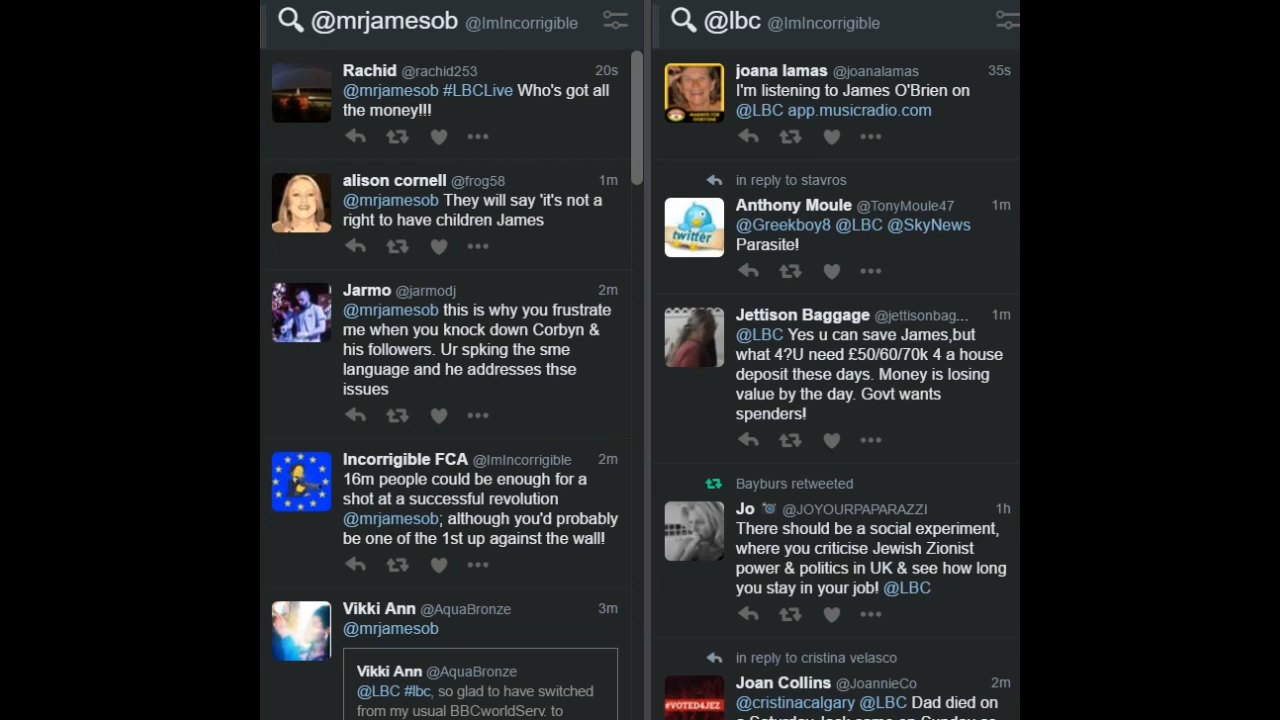 @mrjamesob @ImIncorrigible
Rachid @rachid253 20s
@mrjamesob #LBCLive Who's got all
the money!!!
alison cornell @frog58 1m
@mrjamesob They will say 'it's not a
right to have children James
Jarmo @jarmodj 2m
@mrjamesob this is why you frustrate
me when you knock down Corbyn &
his followers. Ur spking the sme
language and he addresses thse
issues
Incorrigible FCA @ImIncorrigible 2m
16m people could be enough for a
shot at a successful revolution
@mrjamesob; although you'd probably
be one of the 1st up against the wall!
Vikki Ann @AquaBronze 3m
@mrjamesob
Vikki Ann @AquaBronze
@LBC #lbc, so glad to have switched
from my usual BBCworldServ. to
@lbc @ImIncorrigible
joana lamas @joanalamas 35s
I'm listening to James O'Brien on
@LBC app.musicradio.com
in reply to stavros
Anthony Moule @TonyMoule47 1m
twitter
@Greekboy8 @LBC @SkyNews
Parasite!
Jettison Baggage @jettisonbag... 1m
@LBC Yes u can save James,but
what 4?U need £50/60/70k 4 a house
deposit these days. Money is losing
value by the day. Govt wants
spenders!
Bayburs retweeted
Jo @JOYOURPAPARAZZI 1h
There should be a social experiment,
where you criticise Jewish Zionist
power & politics in UK & see how long
you stay in your job! @LBC
in reply to cristina velasco
Joan Collins @JoannieCo 2m
#VOTED4JEZ
@cristinacalgary @LBC Dad died on